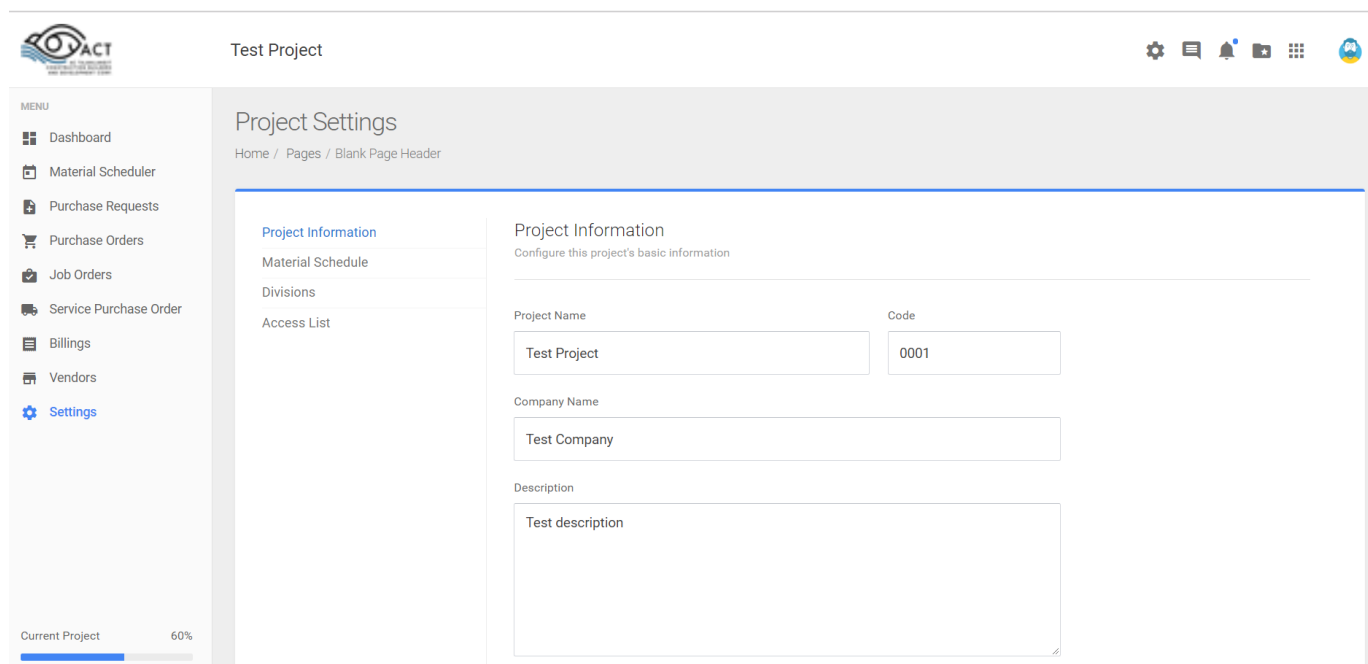 ACT
Test Project
MENU
Dashboard
Material Scheduler
Purchase Requests
Purchase Orders
Job Orders
Service Purchase Order
Billings
Vendors
Settings
Current Project 60%
Project Settings
Home / Pages / Blank Page Header
Project Information
Material Schedule
Divisions
Access List
Project Information
Configure this project's basic information
Project Name Code
Test Project 0001
Company Name
Test Company
Description
Test description